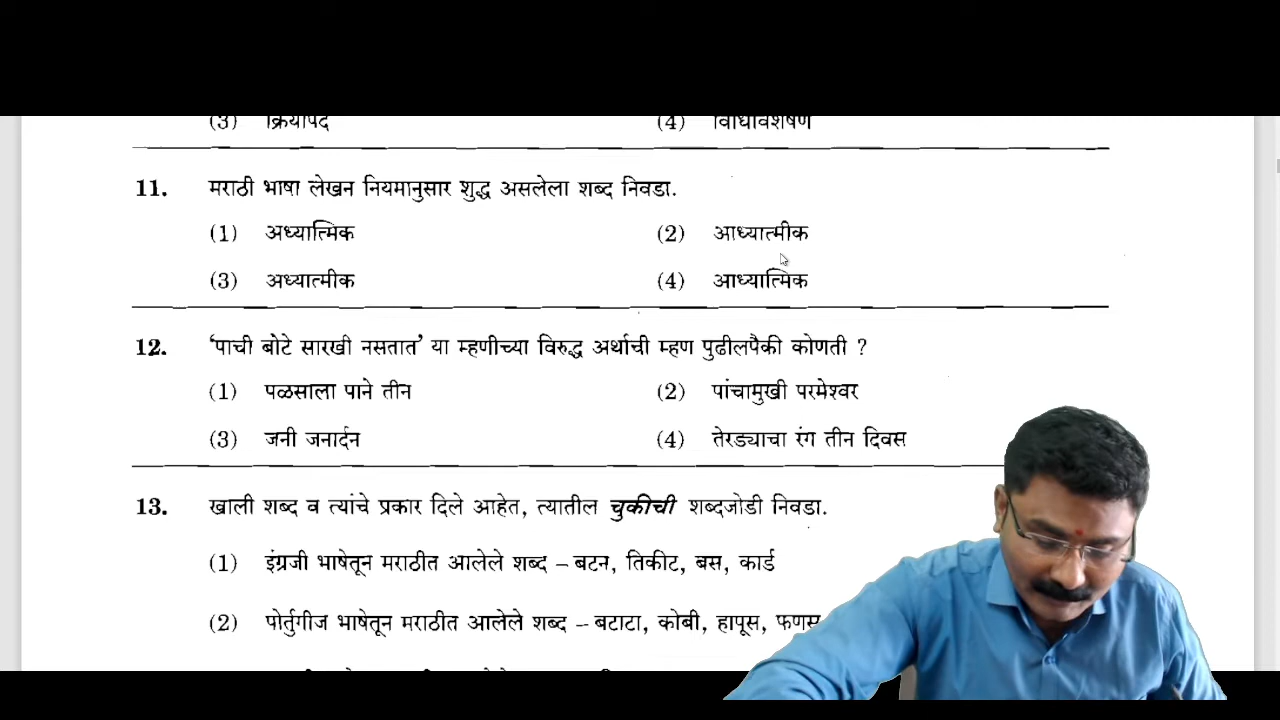 (3) क्रियापद (4) विधीविशेषण
11. मराठी भाषा लेखन नियमानुसार शुद्ध असलेला शब्द निवडा.
(1) अध्यात्मिक (2) आध्यात्मीक
(3) अध्यात्मीक (4) आध्यात्मिक
12. ‘पाची बोटे सारखी नसतात’ या म्हणीच्या विरुद्ध अर्थाची म्हण पुढीलपैकी कोणती ?
(1) पळसाला पाने तीन (2) पांचामुखी परमेश्वर
(3) जनी जनार्दन (4) तेरड्याचा रंग तीन दिवस
13. खाली शब्द व त्यांचे प्रकार दिले आहेत, त्यातील चुकीची शब्दजोडी निवडा.
(1) इंग्रजी भाषेतून मराठीत आलेले शब्द – बटन, तिकीट, बस, कार्ड
(2) पोर्तुगीज भाषेतून मराठीत आलेले शब्द – बटाटा, कोबी, हापूस, फणस